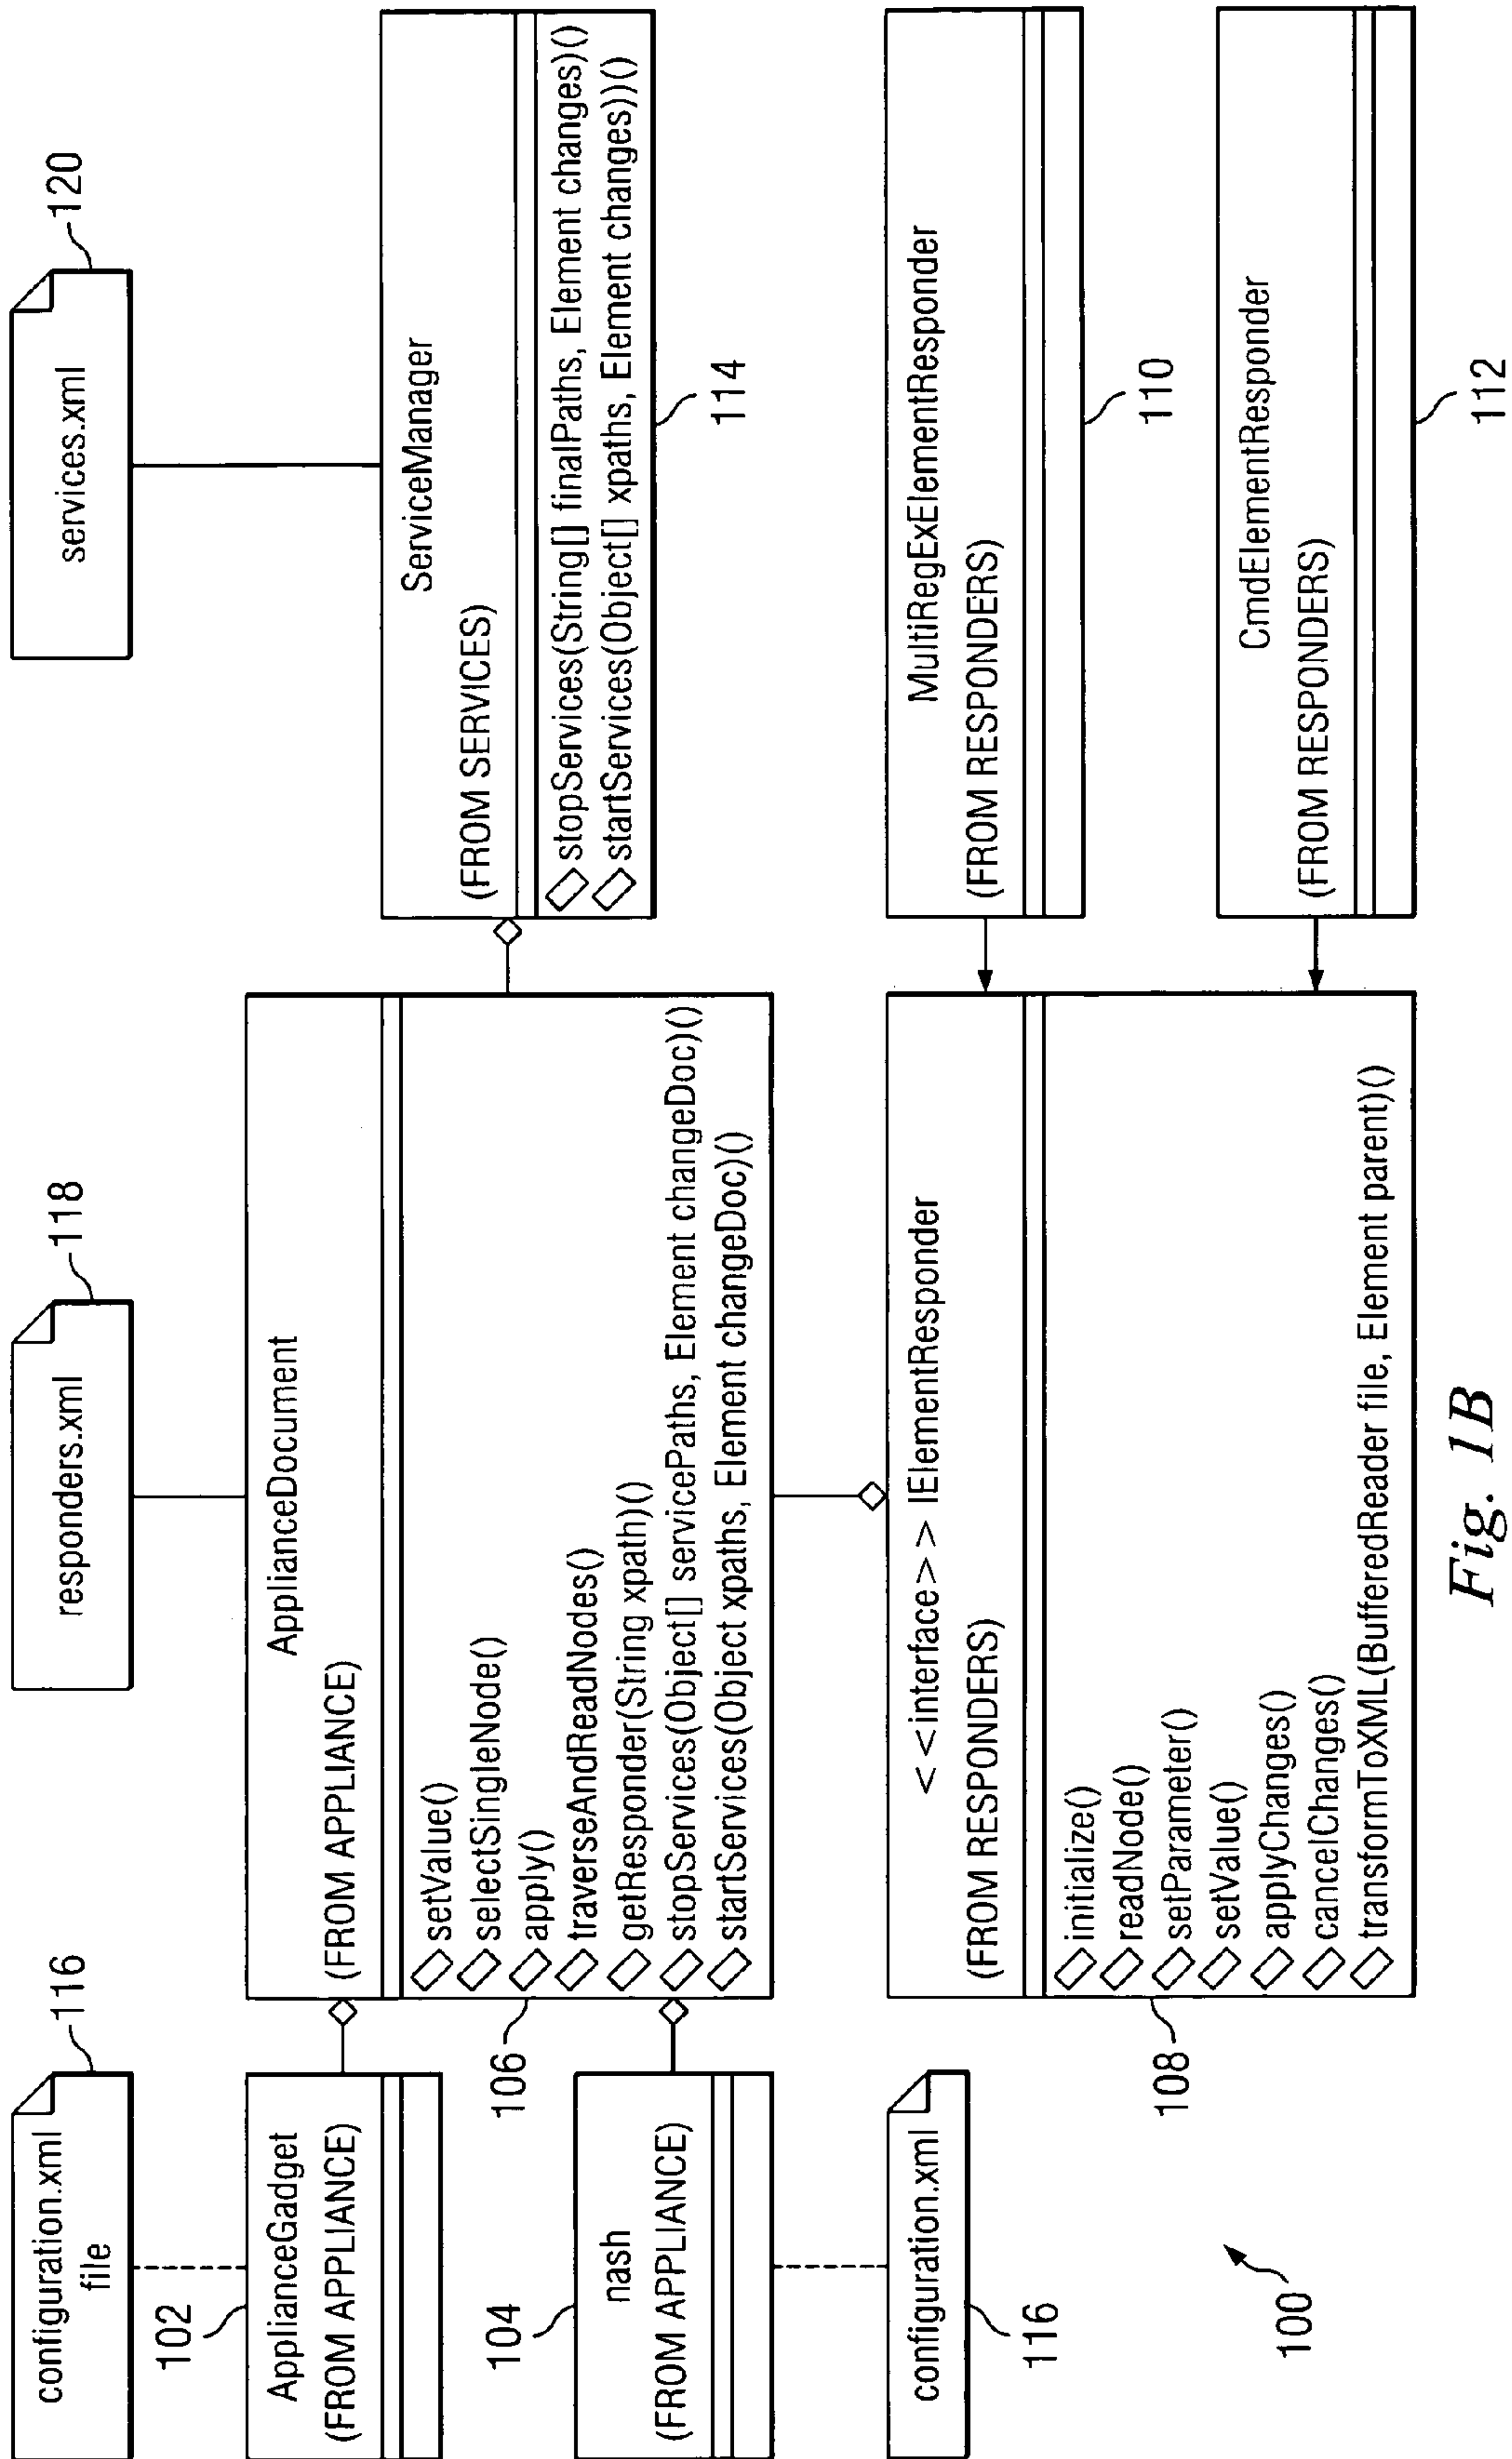 configuration.xml
file
116
responders.xml
118
services.xml
120
102
ApplianceGadget
(FROM APPLIANCE)
ApplianceDocument
(FROM APPLIANCE)
setValue()
selectSingleNode()
apply()
traverseAndReadNodes()
getResponder(String xpath)()
stopServices(Object[] servicePaths, Element changeDoc)()
startServices(Object xpaths, Element changeDoc)()
106
ServiceManager
(FROM SERVICES)
stopServices(String[] finalPaths, Element changes)()
startServices(Object[] xpaths, Element changes))()
114
104
nash
(FROM APPLIANCE)
configuration.xml
116
<<interface>> IElementResponder
(FROM RESPONDERS)
initialize()
readNode()
setParameter()
setValue()
applyChanges()
cancelChanges()
transformToXML(BufferedReader file, Element parent)()
108
MultiRegExElementResponder
(FROM RESPONDERS)
110
CmdElementResponder
(FROM RESPONDERS)
112
100
Fig. 1B